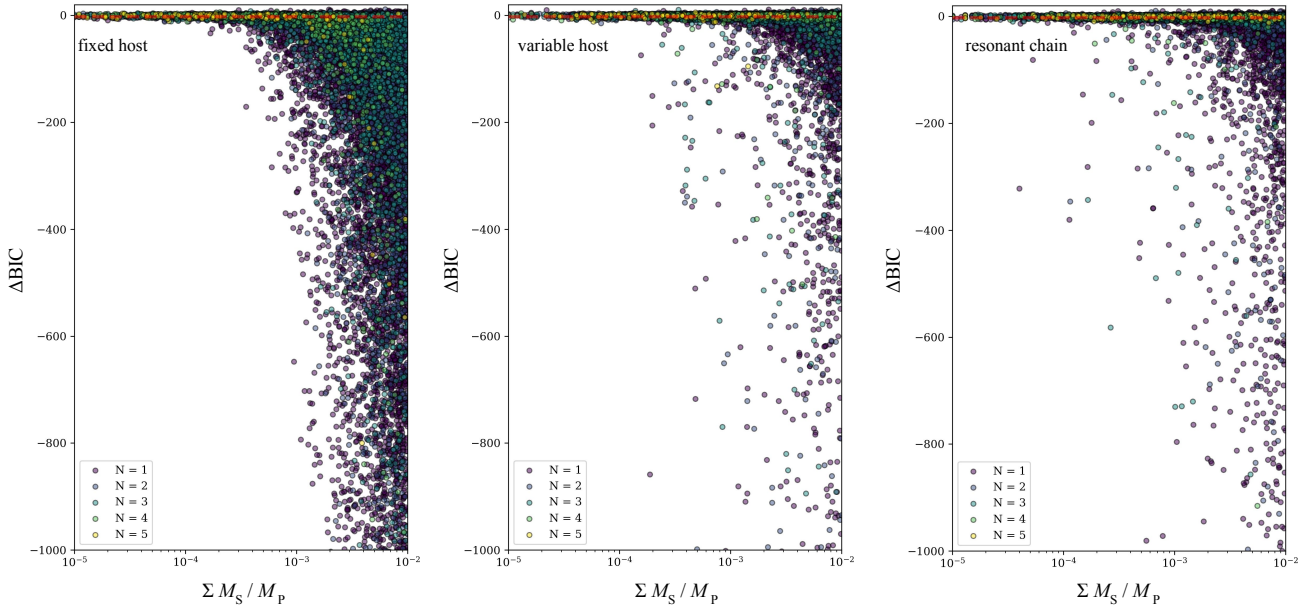 fixed host
ΔBIC
0
−200
−400
−600
−800
−1000
N = 1
N = 2
N = 3
N = 4
N = 5
10⁻⁵
10⁻⁴
10⁻³
10⁻²
Σ M_S / M_P
variable host
ΔBIC
0
−200
−400
−600
−800
−1000
N = 1
N = 2
N = 3
N = 4
N = 5
10⁻⁵
10⁻⁴
10⁻³
10⁻²
Σ M_S / M_P
resonant chain
ΔBIC
0
−200
−400
−600
−800
−1000
N = 1
N = 2
N = 3
N = 4
N = 5
10⁻⁵
10⁻⁴
10⁻³
10⁻²
Σ M_S / M_P